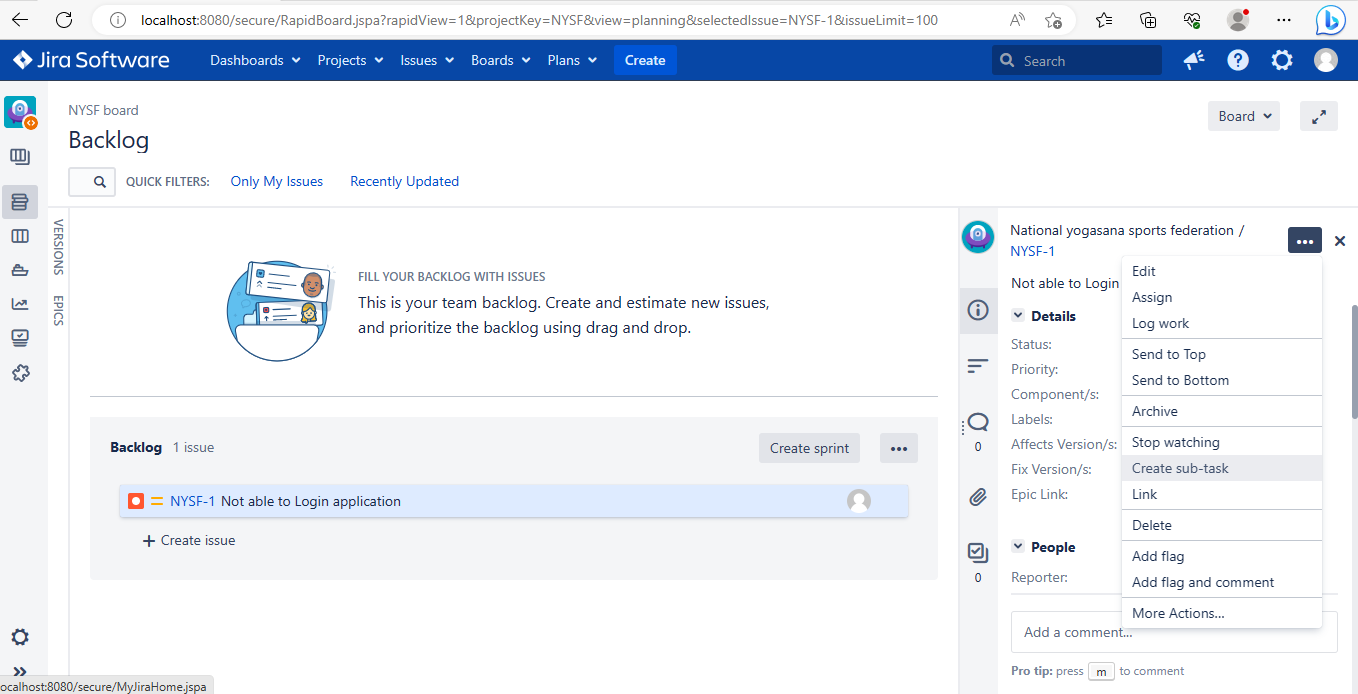 localhost:8080/secure/RapidBoard.jspa?rapidView=1&projectKey=NYSF&view=planning&selectedIssue=NYSF-1&issueLimit=100
Jira Software Dashboards Projects Issues Boards Plans Create Search
NYSF board
Backlog
Board
QUICK FILTERS: Only My Issues Recently Updated
VERSIONS
EPICS
FILL YOUR BACKLOG WITH ISSUES
This is your team backlog. Create and estimate new issues,
and prioritize the backlog using drag and drop.
Backlog 1 issue Create sprint
NYSF-1 Not able to Login application
+ Create issue
National yogasana sports federation /
NYSF-1
Not able to Login
Details
Status:
Priority:
Component/s:
Labels:
Affects Version/s:
Fix Version/s:
Epic Link:
People
Reporter:
0
0
Edit
Assign
Log work
Send to Top
Send to Bottom
Archive
Stop watching
Create sub-task
Link
Delete
Add flag
Add flag and comment
More Actions...
Add a comment...
Pro tip: press m to comment
ocalhost:8080/secure/MyJiraHome.jspa